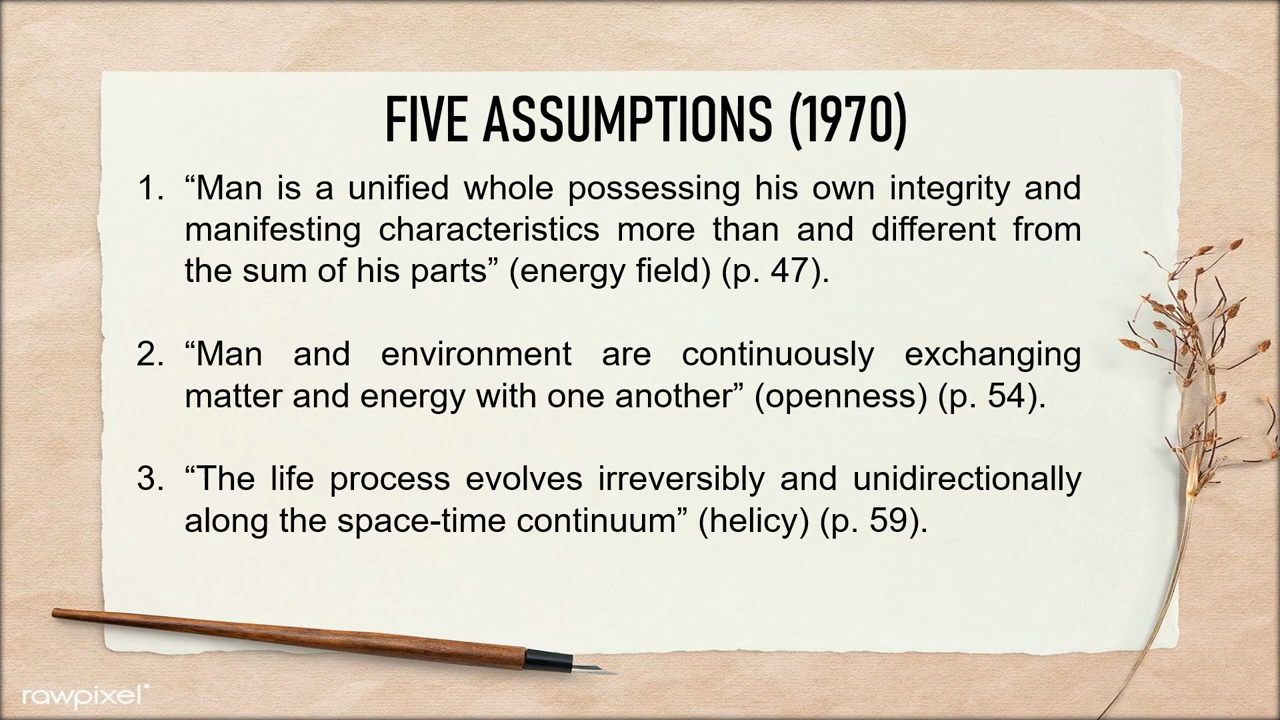 FIVE ASSUMPTIONS (1970)
1. “Man is a unified whole possessing his own integrity and
manifesting characteristics more than and different from
the sum of his parts” (energy field) (p. 47).
2. “Man and environment are continuously exchanging
matter and energy with one another” (openness) (p. 54).
3. “The life process evolves irreversibly and unidirectionally
along the space-time continuum” (helicy) (p. 59).
rawpixel